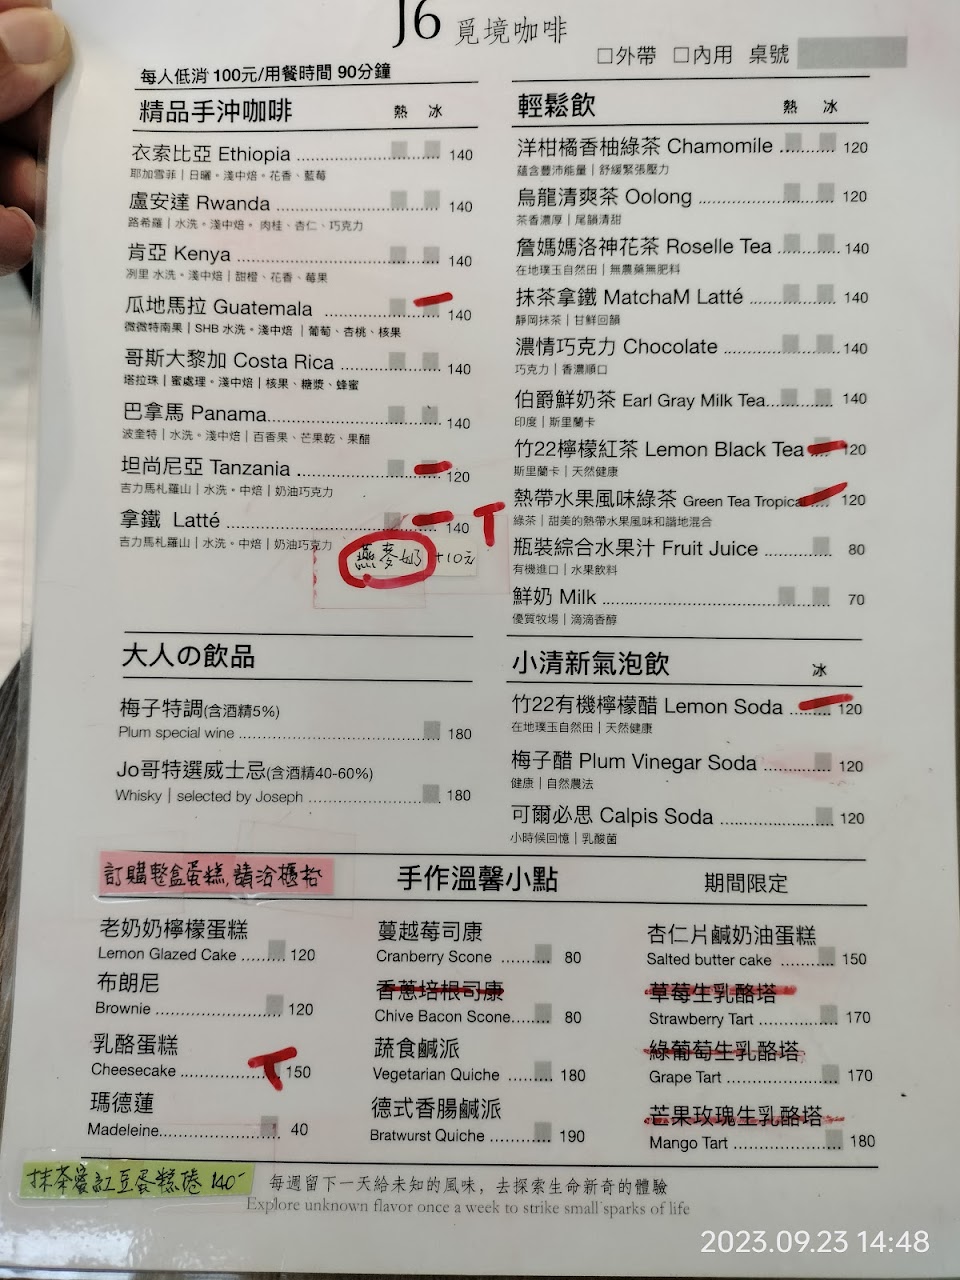 J6 覓境咖啡
□外帶 □內用 桌號
每人低消 100元/用餐時間 90分鐘
精品手沖咖啡 熱 冰
衣索比亞 Ethiopia 140
耶加雪菲 | 日曬。淺中焙。花香、藍莓
盧安達 Rwanda 140
路希羅 | 水洗。淺中焙。肉桂、杏仁、巧克力
肯亞 Kenya 140
冽里 水洗。淺中焙 | 甜橙、花香、莓果
瓜地馬拉 Guatemala 140
微微特南果 | SHB 水洗。淺中焙 | 葡萄、杏桃、核果
哥斯大黎加 Costa Rica 140
塔拉珠 | 蜜處理。淺中焙 | 核果、糖漿、蜂蜜
巴拿馬 Panama 140
波奎特 | 水洗。淺中焙 | 百香果、芒果乾、果醋
坦尚尼亞 Tanzania 120
吉力馬札羅山 | 水洗。中焙 | 奶油巧克力
拿鐵 Latté 140 T
吉力馬札羅山 | 水洗。中焙 | 奶油巧克力
燕麥奶 +10元
輕鬆飲 熱 冰
洋柑橘香柚綠茶 Chamomile 120
蘊含豐沛能量 | 舒緩緊張壓力
烏龍清爽茶 Oolong 120
茶香濃厚 | 尾韻清甜
詹媽媽洛神花茶 Roselle Tea 140
在地璞玉自然田 | 無農藥無肥料
抹茶拿鐵 MatchaM Latté 140
靜岡抹茶 | 甘鮮回韻
濃情巧克力 Chocolate 140
巧克力 | 香濃順口
伯爵鮮奶茶 Earl Gray Milk Tea 140
印度 | 斯里蘭卡
竹22檸檬紅茶 Lemon Black Tea 120
斯里蘭卡 | 天然健康
熱帶水果風味綠茶 Green Tea Tropical 120
綠茶 | 甜美的熱帶水果風味和諧地混合
瓶裝綜合水果汁 Fruit Juice 80
有機進口 | 水果飲料
鮮奶 Milk 70
優質牧場 | 滴滴香醇
大人の飲品
梅子特調(含酒精5%)
Plum special wine 180
Jo哥特選威士忌(含酒精40-60%)
Whisky | selected by Joseph 180
小清新氣泡飲 冰
竹22有機檸檬醋 Lemon Soda 120
在地璞玉自然田 | 天然健康
梅子醋 Plum Vinegar Soda 120
健康 | 自然農法
可爾必思 Calpis Soda 120
小時候回憶 | 乳酸菌
訂購整盒蛋糕,請洽櫃枱
手作溫馨小點 期間限定
老奶奶檸檬蛋糕
Lemon Glazed Cake 120
布朗尼
Brownie 120
乳酪蛋糕
Cheesecake T 150
瑪德蓮
Madeleine 40
蔓越莓司康
Cranberry Scone 80
香蔥培根司康
Chive Bacon Scone 80
蔬食鹹派
Vegetarian Quiche 180
德式香腸鹹派
Bratwurst Quiche 190
杏仁片鹹奶油蛋糕
Salted butter cake 150
草莓生乳酪塔
Strawberry Tart 170
綠葡萄生乳酪塔
Grape Tart 170
芒果玫瑰生乳酪塔
Mango Tart 180
抹茶蜜紅豆蛋糕捲 140-
每週留下一天給未知的風味，去探索生命新奇的體驗
Explore unknown flavor once a week to strike small sparks of life
2023.09.23 14:48